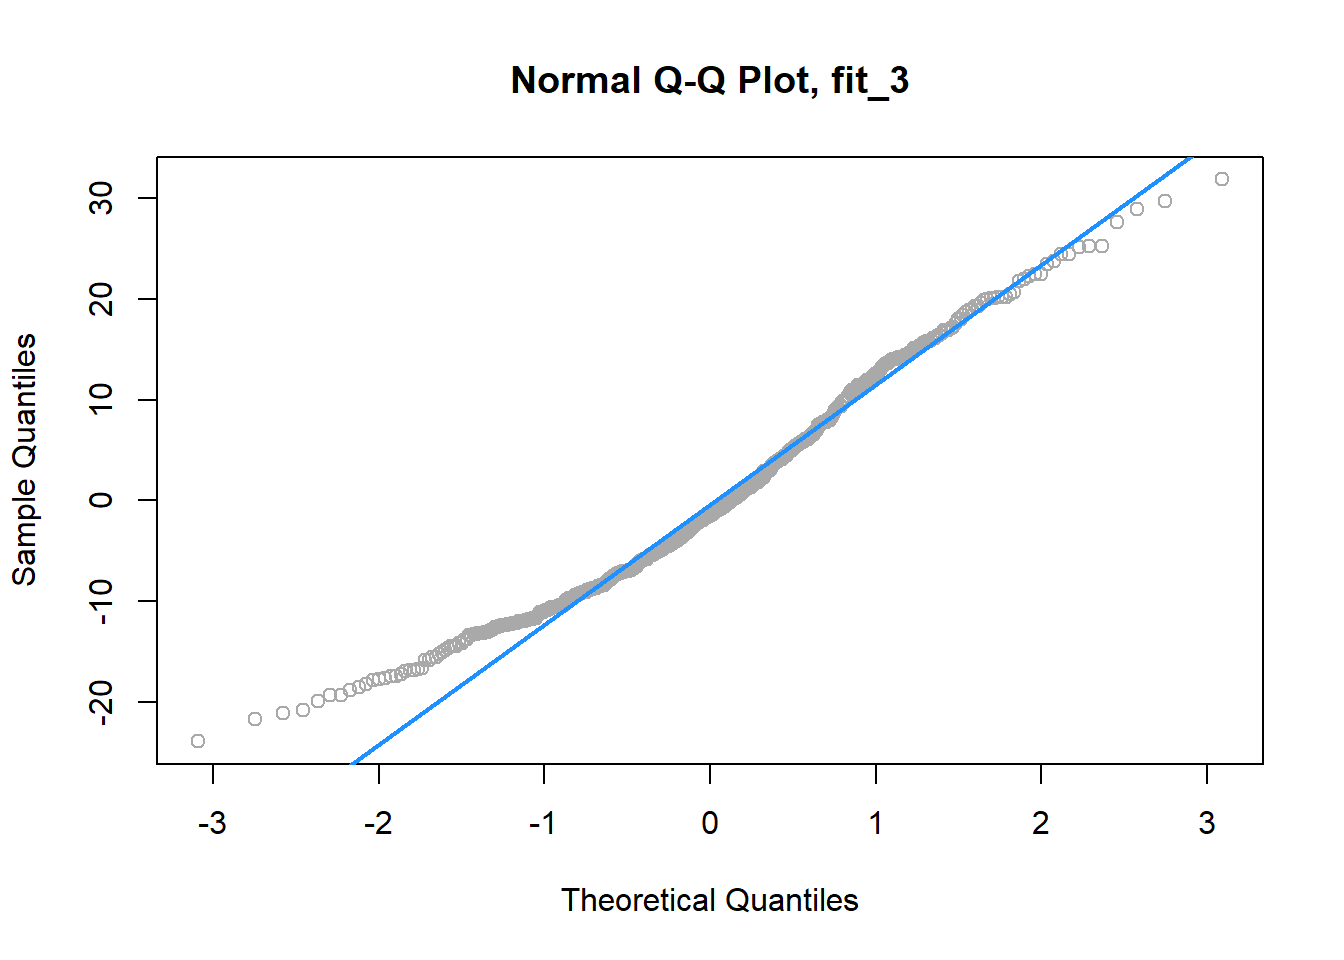 Normal Q-Q Plot, fit_3
30
20
10
0
-10
-20
Sample Quantiles
-3 -2 -1 0 1 2 3
Theoretical Quantiles